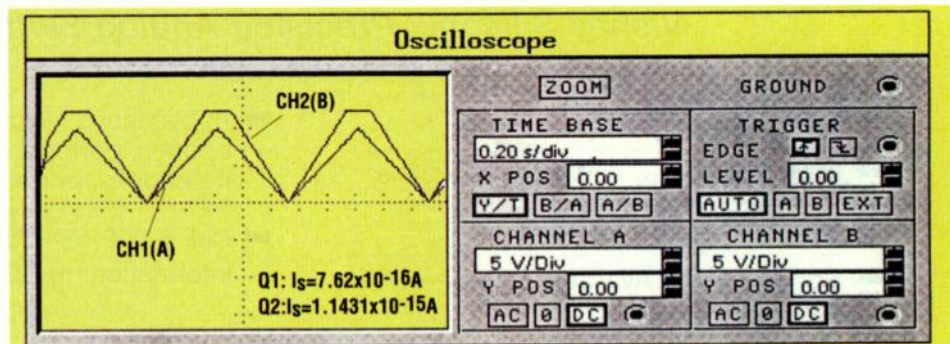 Oscilloscope
CH2(B)
CH1(A)
Q1: Is=7.62x10-16A
Q2:Is=1.1431x10-15A
ZOOM
GROUND
TIME BASE
0.20 s/div
X POS 0.00
Y/T B/A A/B
TRIGGER
EDGE
LEVEL 0.00
AUTO A B EXT
CHANNEL A
5 V/Div
Y POS 0.00
AC 0 DC
CHANNEL B
5 V/Div
Y POS 0.00
AC 0 DC